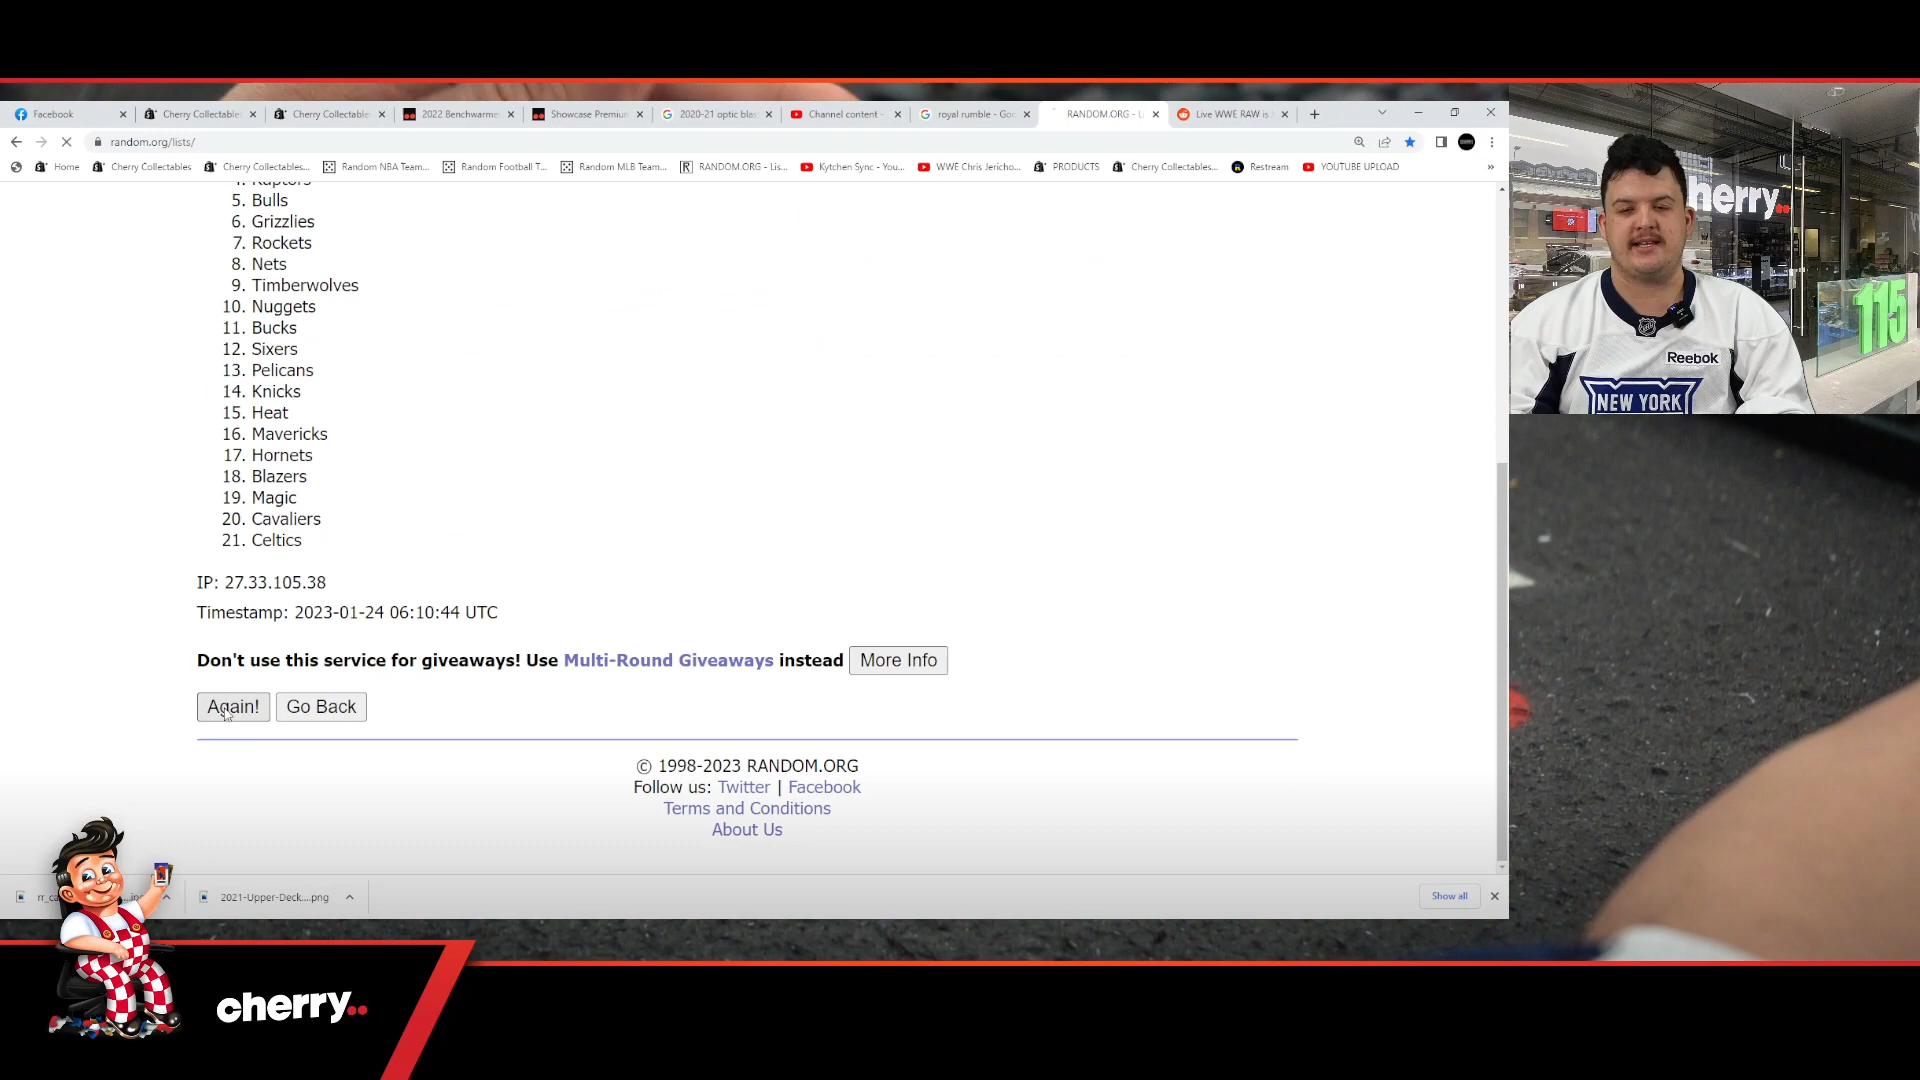 Facebook
Cherry Collectable
Cherry Collectable
2022 Benchwarme
Showcase Premiun
2020-21 optic blas
Channel content -
royal rumble - Goo
RANDOM.ORG - Li
Live WWE RAW is
random.org/lists/
Home
Cherry Collectables
Cherry Collectables...
Random NBA Team...
Random Football T...
Random MLB Team...
RANDOM.ORG - Lis...
Kytchen Sync - You...
WWE Chris Jericho...
PRODUCTS
Cherry Collectables...
Restream
YOUTUBE UPLOAD
»
4. Raptors
5. Bulls
6. Grizzlies
7. Rockets
8. Nets
9. Timberwolves
10. Nuggets
11. Bucks
12. Sixers
13. Pelicans
14. Knicks
15. Heat
16. Mavericks
17. Hornets
18. Blazers
19. Magic
20. Cavaliers
21. Celtics
IP: 27.33.105.38
Timestamp: 2023-01-24 06:10:44 UTC
Don't use this service for giveaways! Use Multi-Round Giveaways instead More Info
Again! Go Back
© 1998-2023 RANDOM.ORG
Follow us: Twitter | Facebook
Terms and Conditions
About Us
2021-Upper-Deck....png
Show all
cherry..
herry..
115
Reebok
NEW YORK